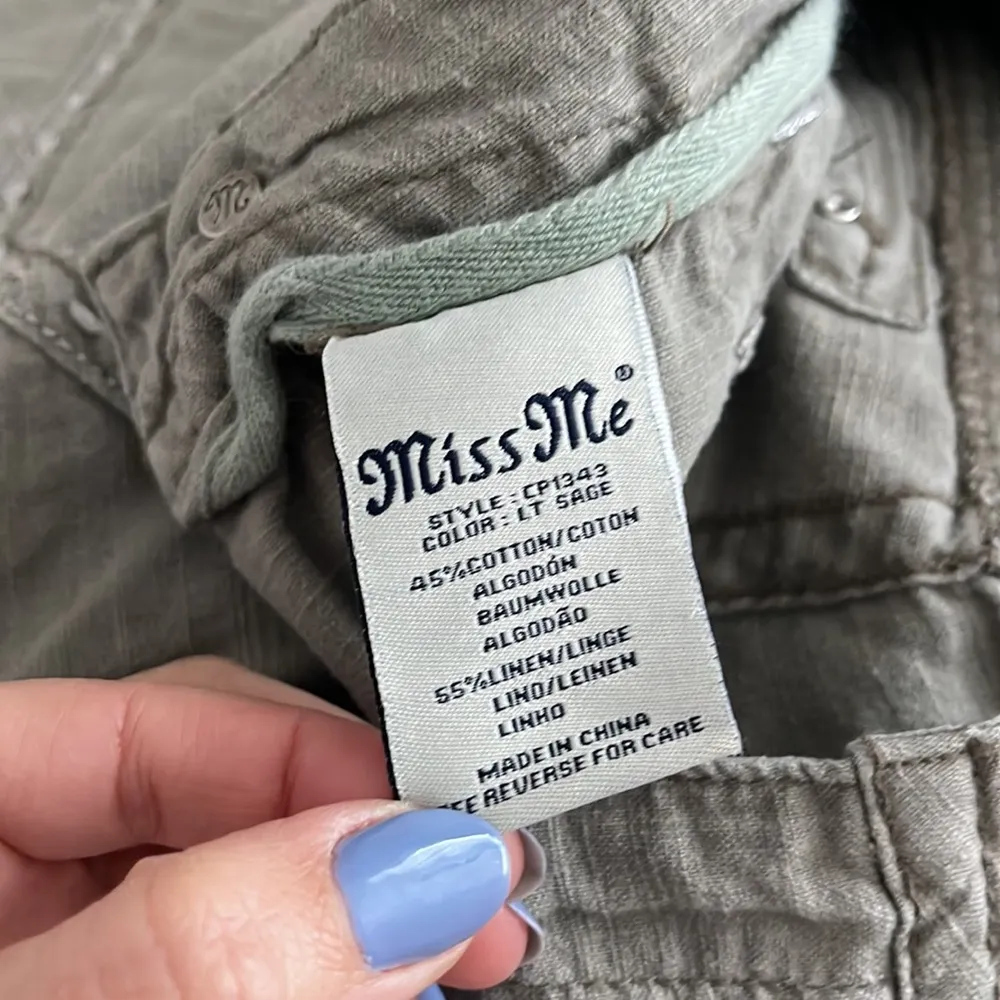 Miss Me®
STYLE : CP1343
COLOR : LT SAGE
45%COTTON/COTON
ALGODÓN
BAUMWOLLE
ALGODÃO
55%LINEN/LINGE
LINO/LEINEN
LINHO
MADE IN CHINA
EE REVERSE FOR CARE
M